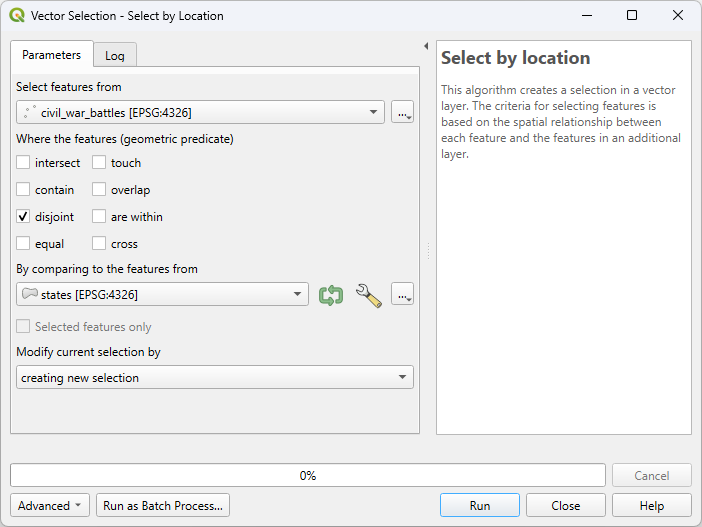 Vector Selection - Select by Location
Parameters
Log
Select features from
civil_war_battles [EPSG:4326]
...
Where the features (geometric predicate)
intersect
touch
contain
overlap
disjoint
are within
equal
cross
By comparing to the features from
states [EPSG:4326]
...
Selected features only
Modify current selection by
creating new selection
Select by location
This algorithm creates a selection in a vector
layer. The criteria for selecting features is
based on the spatial relationship between
each feature and the features in an additional
layer.
0%
Cancel
Advanced
Run as Batch Process...
Run
Close
Help